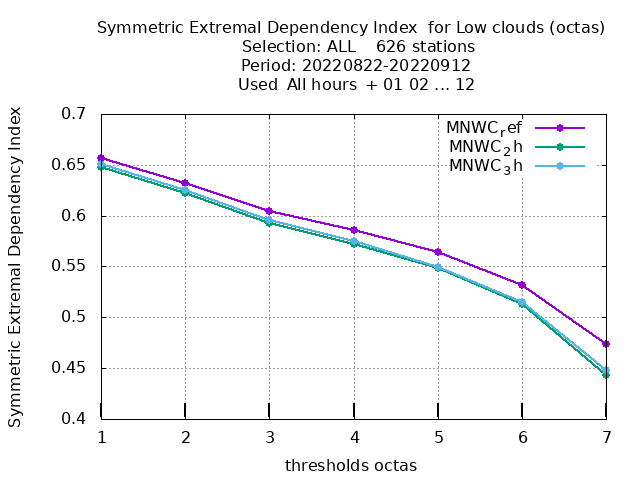 Symmetric Extremal Dependency Index  for Low clouds (octas)
Selection: ALL    626 stations
Period: 20220822-20220912
Used  All hours  + 01 02 ... 12
Symmetric Extremal Dependency Index
0.7
0.65
0.6
0.55
0.5
0.45
0.4
MNWC_ref
MNWC_2h
MNWC_3h
1 2 3 4 5 6 7
thresholds octas